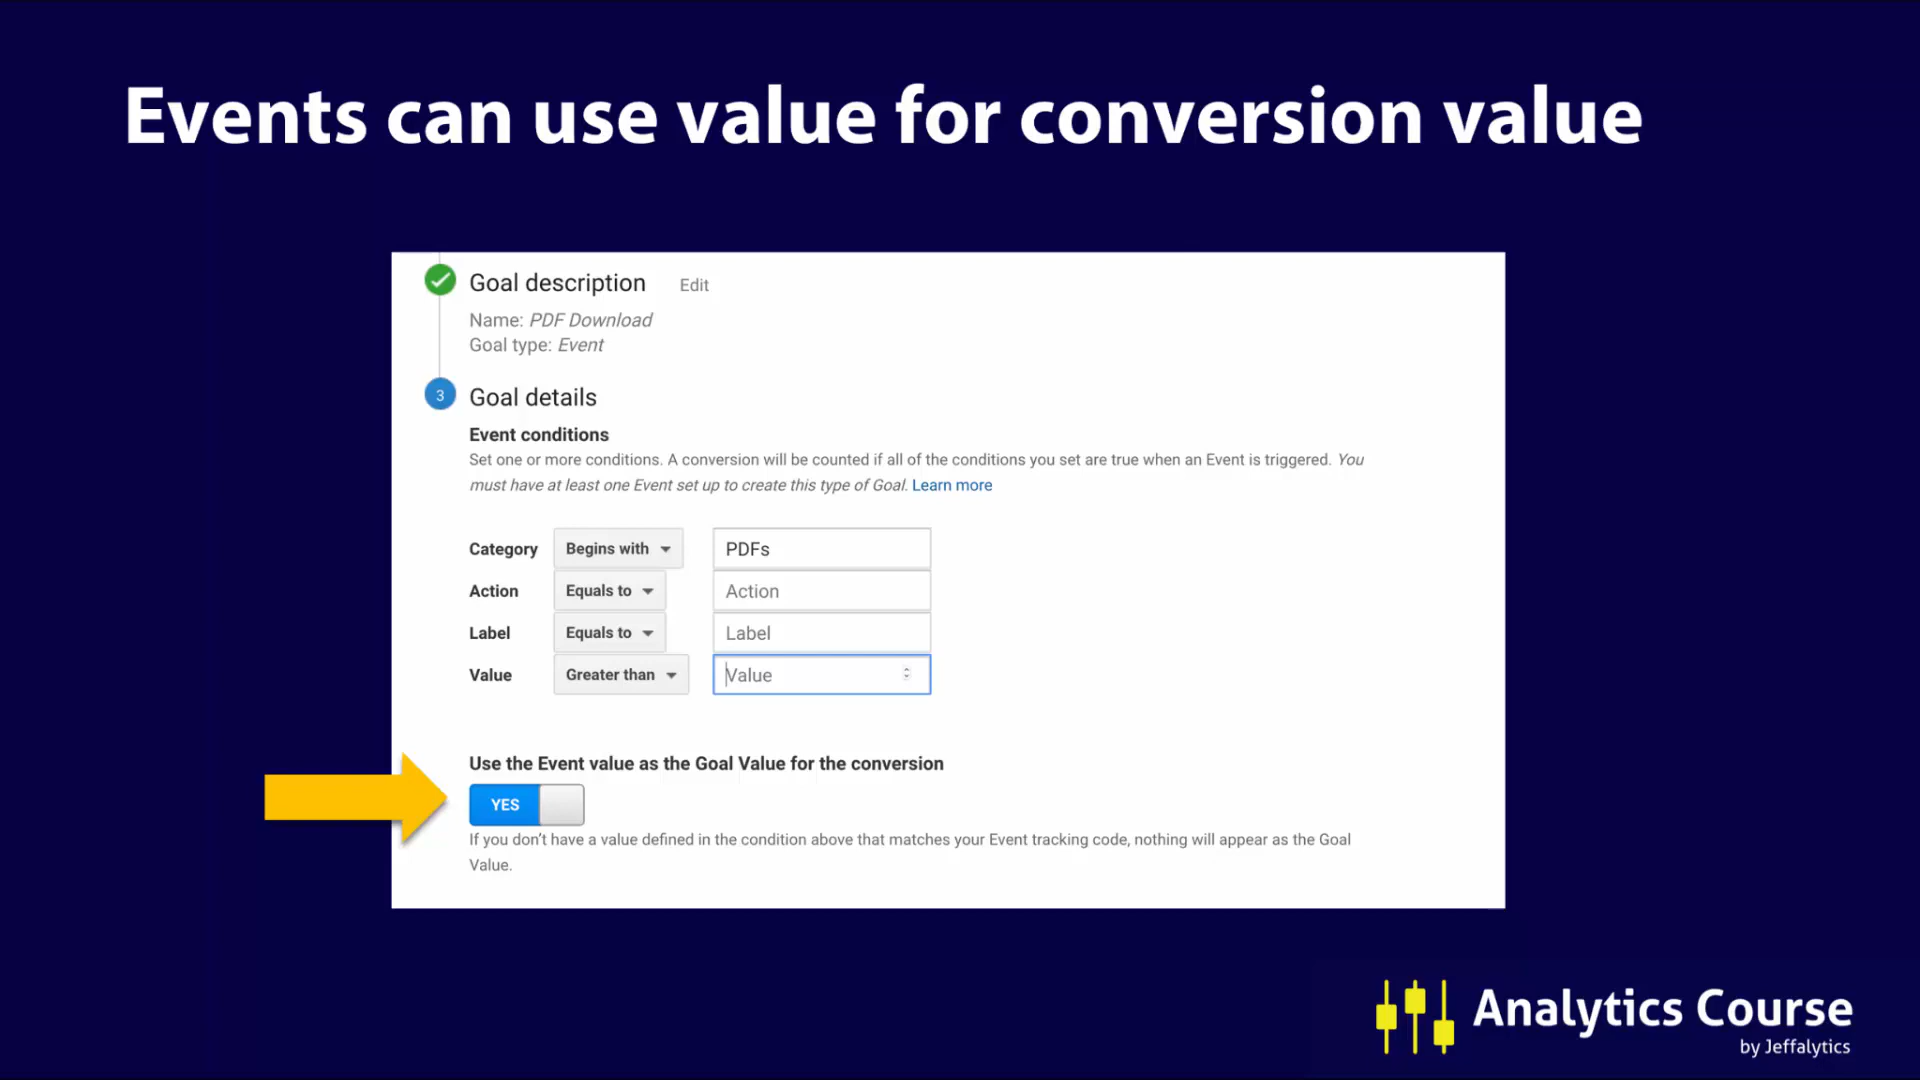 Events can use value for conversion value
Goal description Edit
Name: PDF Download
Goal type: Event
3 Goal details
Event conditions
Set one or more conditions. A conversion will be counted if all of the conditions you set are true when an Event is triggered. You
must have at least one Event set up to create this type of Goal. Learn more
Category Begins with PDFs
Action Equals to Action
Label Equals to Label
Value Greater than Value
Use the Event value as the Goal Value for the conversion
YES
If you don't have a value defined in the condition above that matches your Event tracking code, nothing will appear as the Goal
Value.
Analytics Course
by Jeffalytics